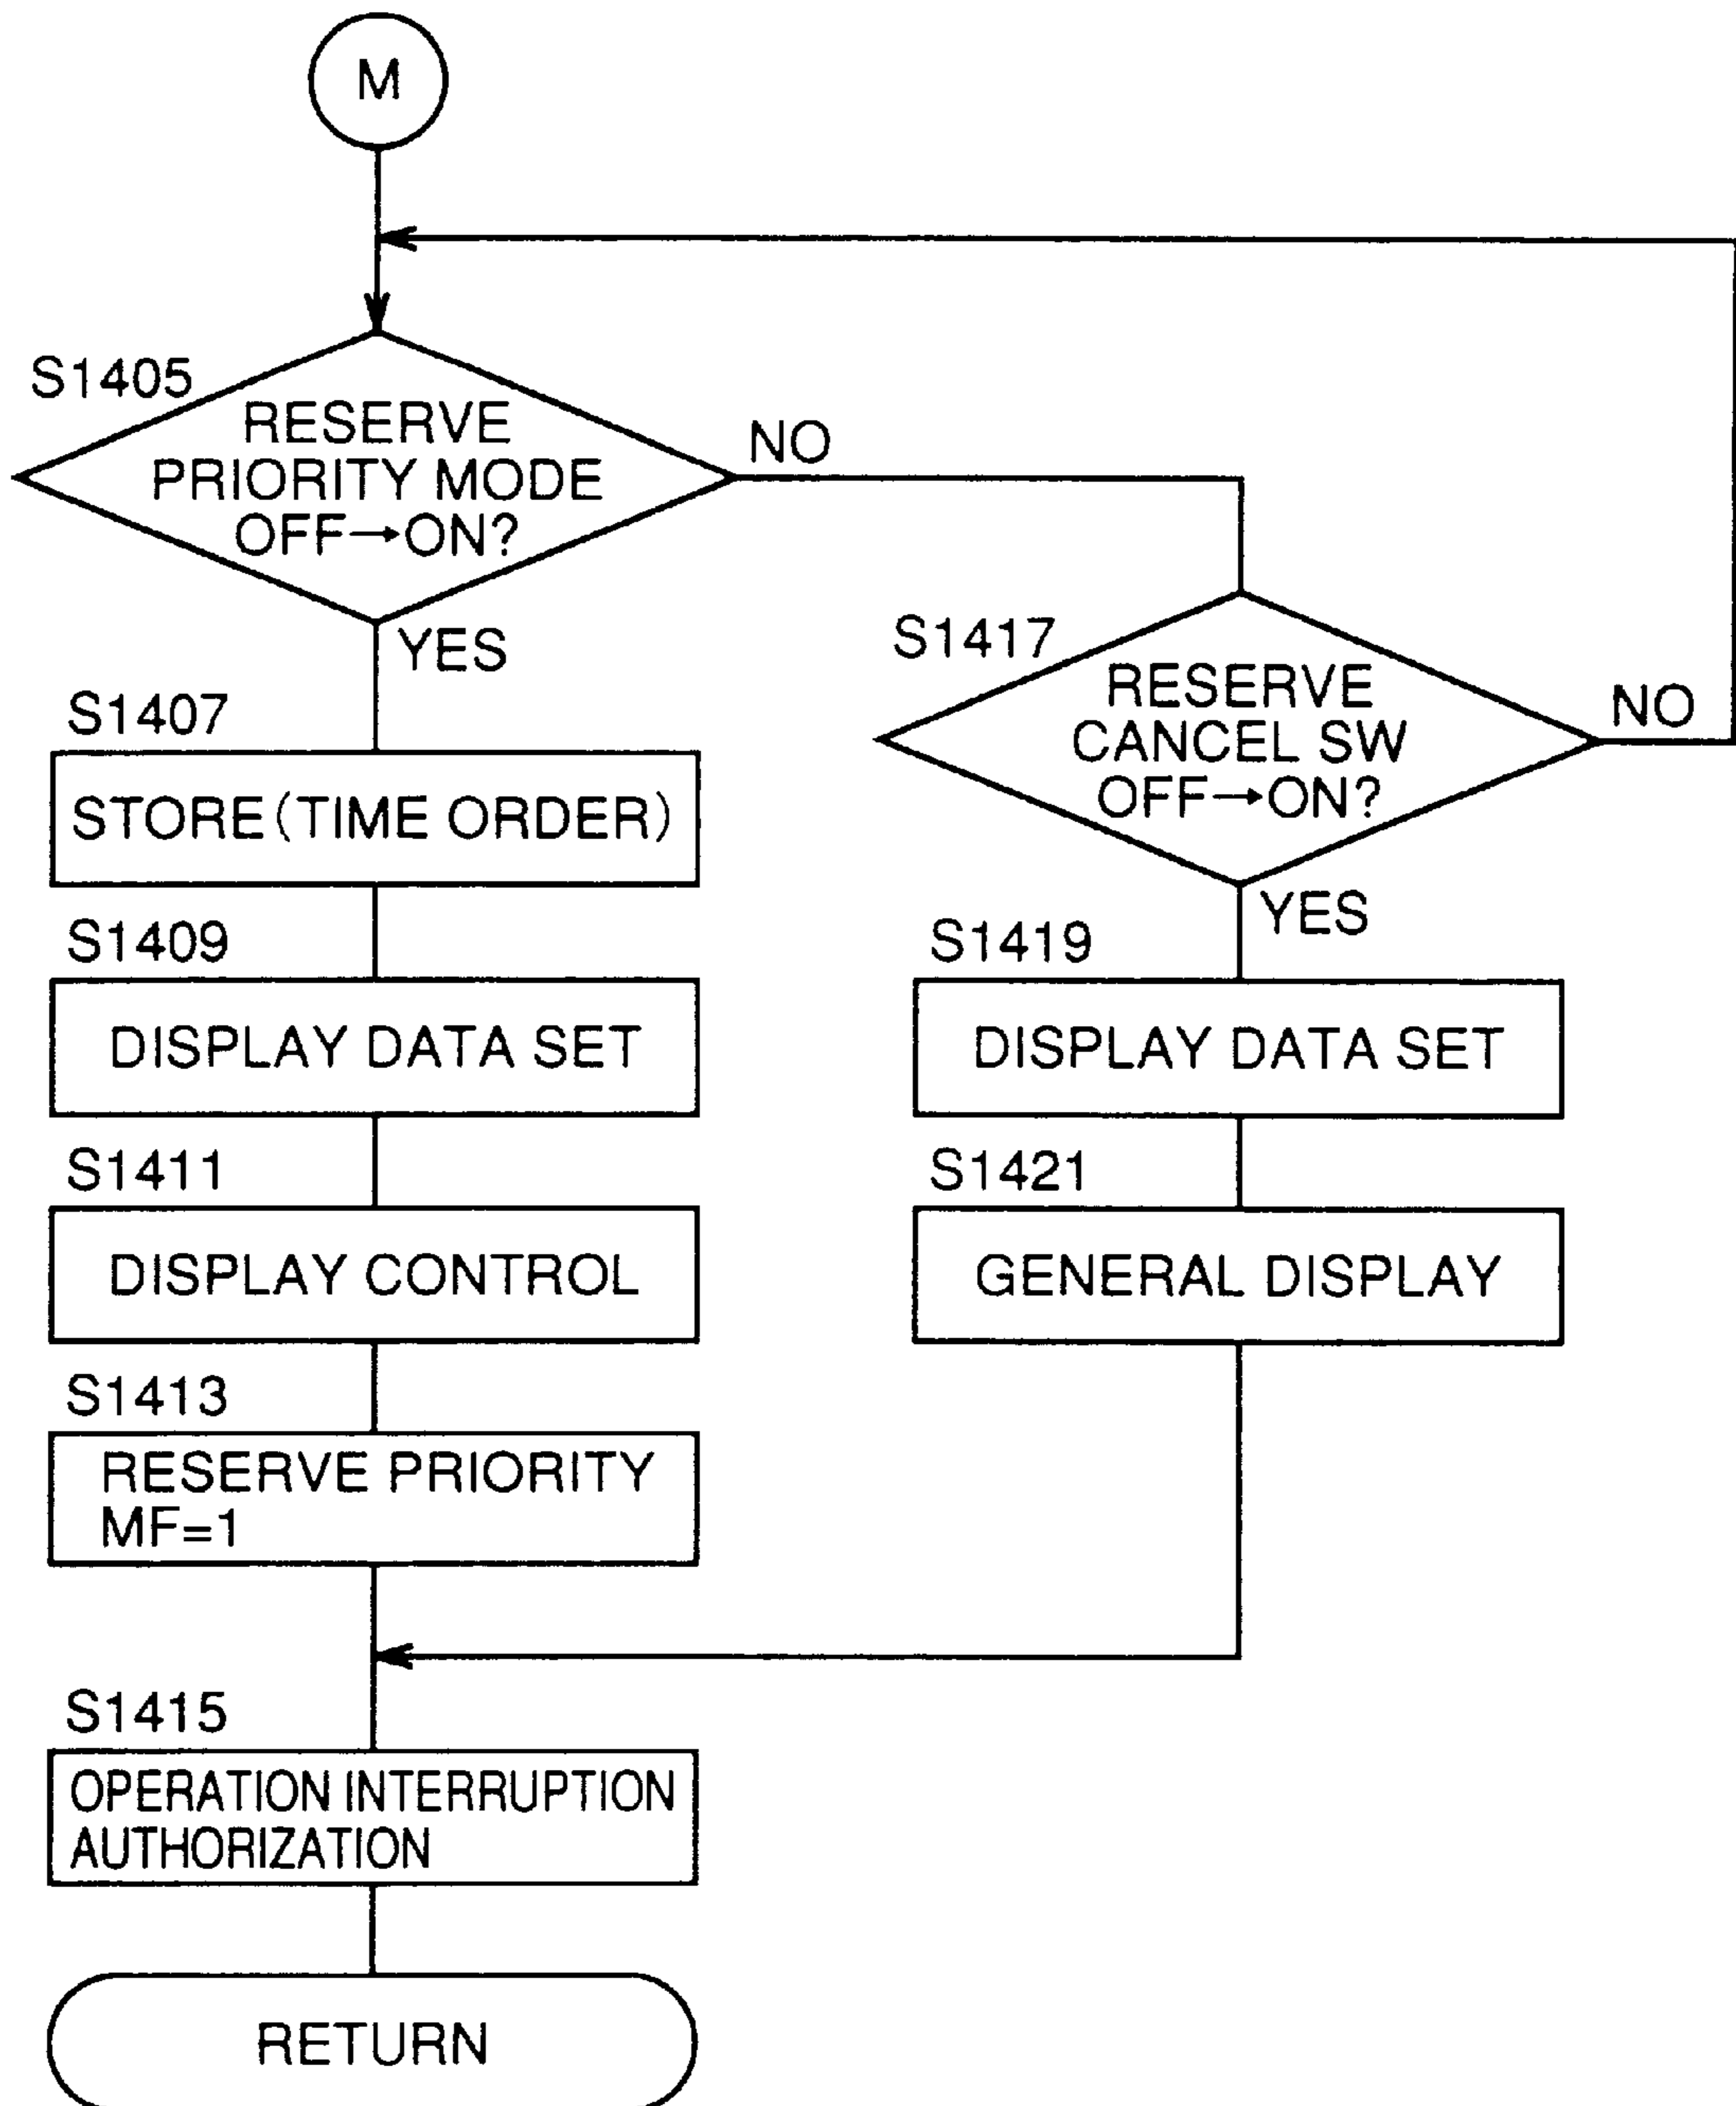 M
S1405
RESERVE
PRIORITY MODE
OFF→ON?
NO
YES
S1407
STORE(TIME ORDER)
S1409
DISPLAY DATA SET
S1411
DISPLAY CONTROL
S1413
RESERVE PRIORITY
MF=1
S1417
RESERVE
CANCEL SW
OFF→ON?
NO
YES
S1419
DISPLAY DATA SET
S1421
GENERAL DISPLAY
S1415
OPERATION INTERRUPTION
AUTHORIZATION
RETURN